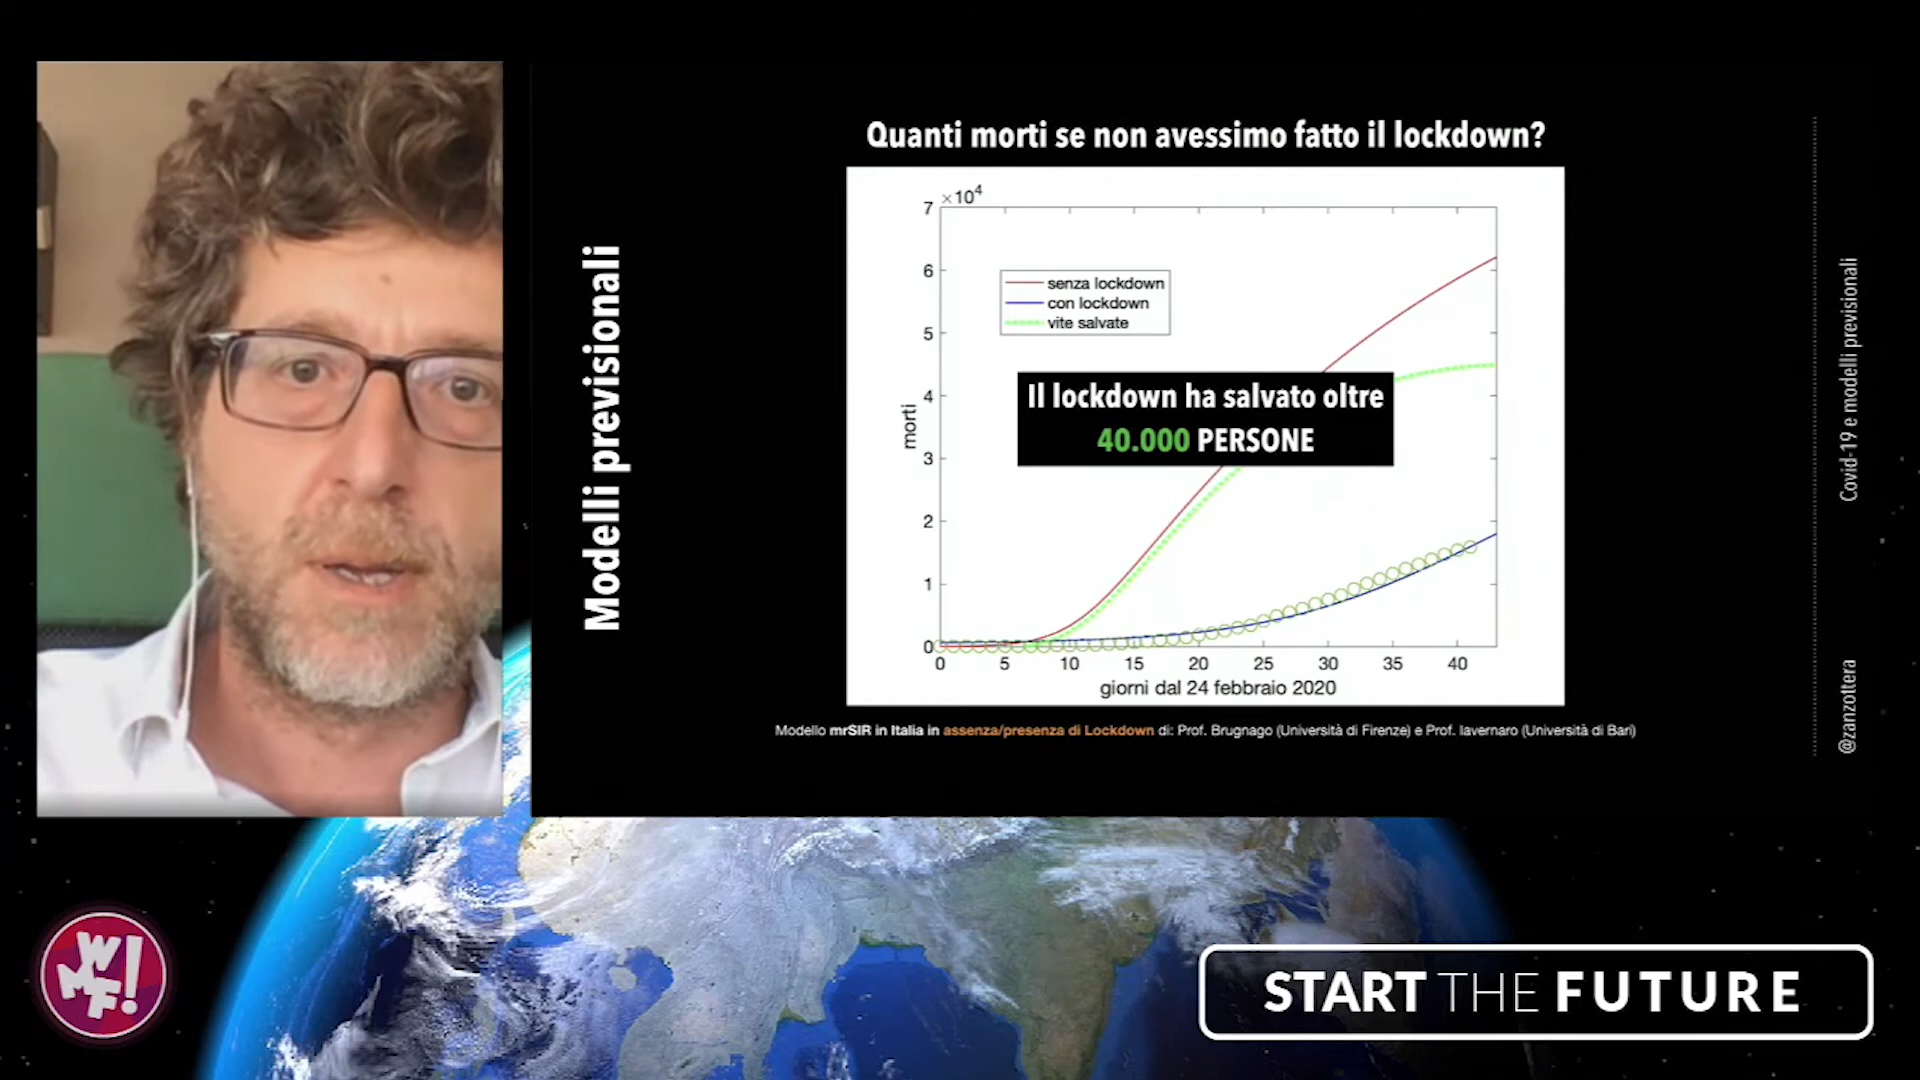 Modelli previsionali
Quanti morti se non avessimo fatto il lockdown?
×10⁴
7
6
5
4
3
2
1
0
morti
senza lockdown
con lockdown
vite salvate
Il lockdown ha salvato oltre
40.000 PERSONE
0 5 10 15 20 25 30 35 40
giorni dal 24 febbraio 2020
Modello mrSIR in Italia in assenza/presenza di Lockdown di: Prof. Brugnago (Università di Firenze) e Prof. Iavernaro (Università di Bari)
Covid-19 e modelli previsionali
@zanzottera
WMF!
START THE FUTURE